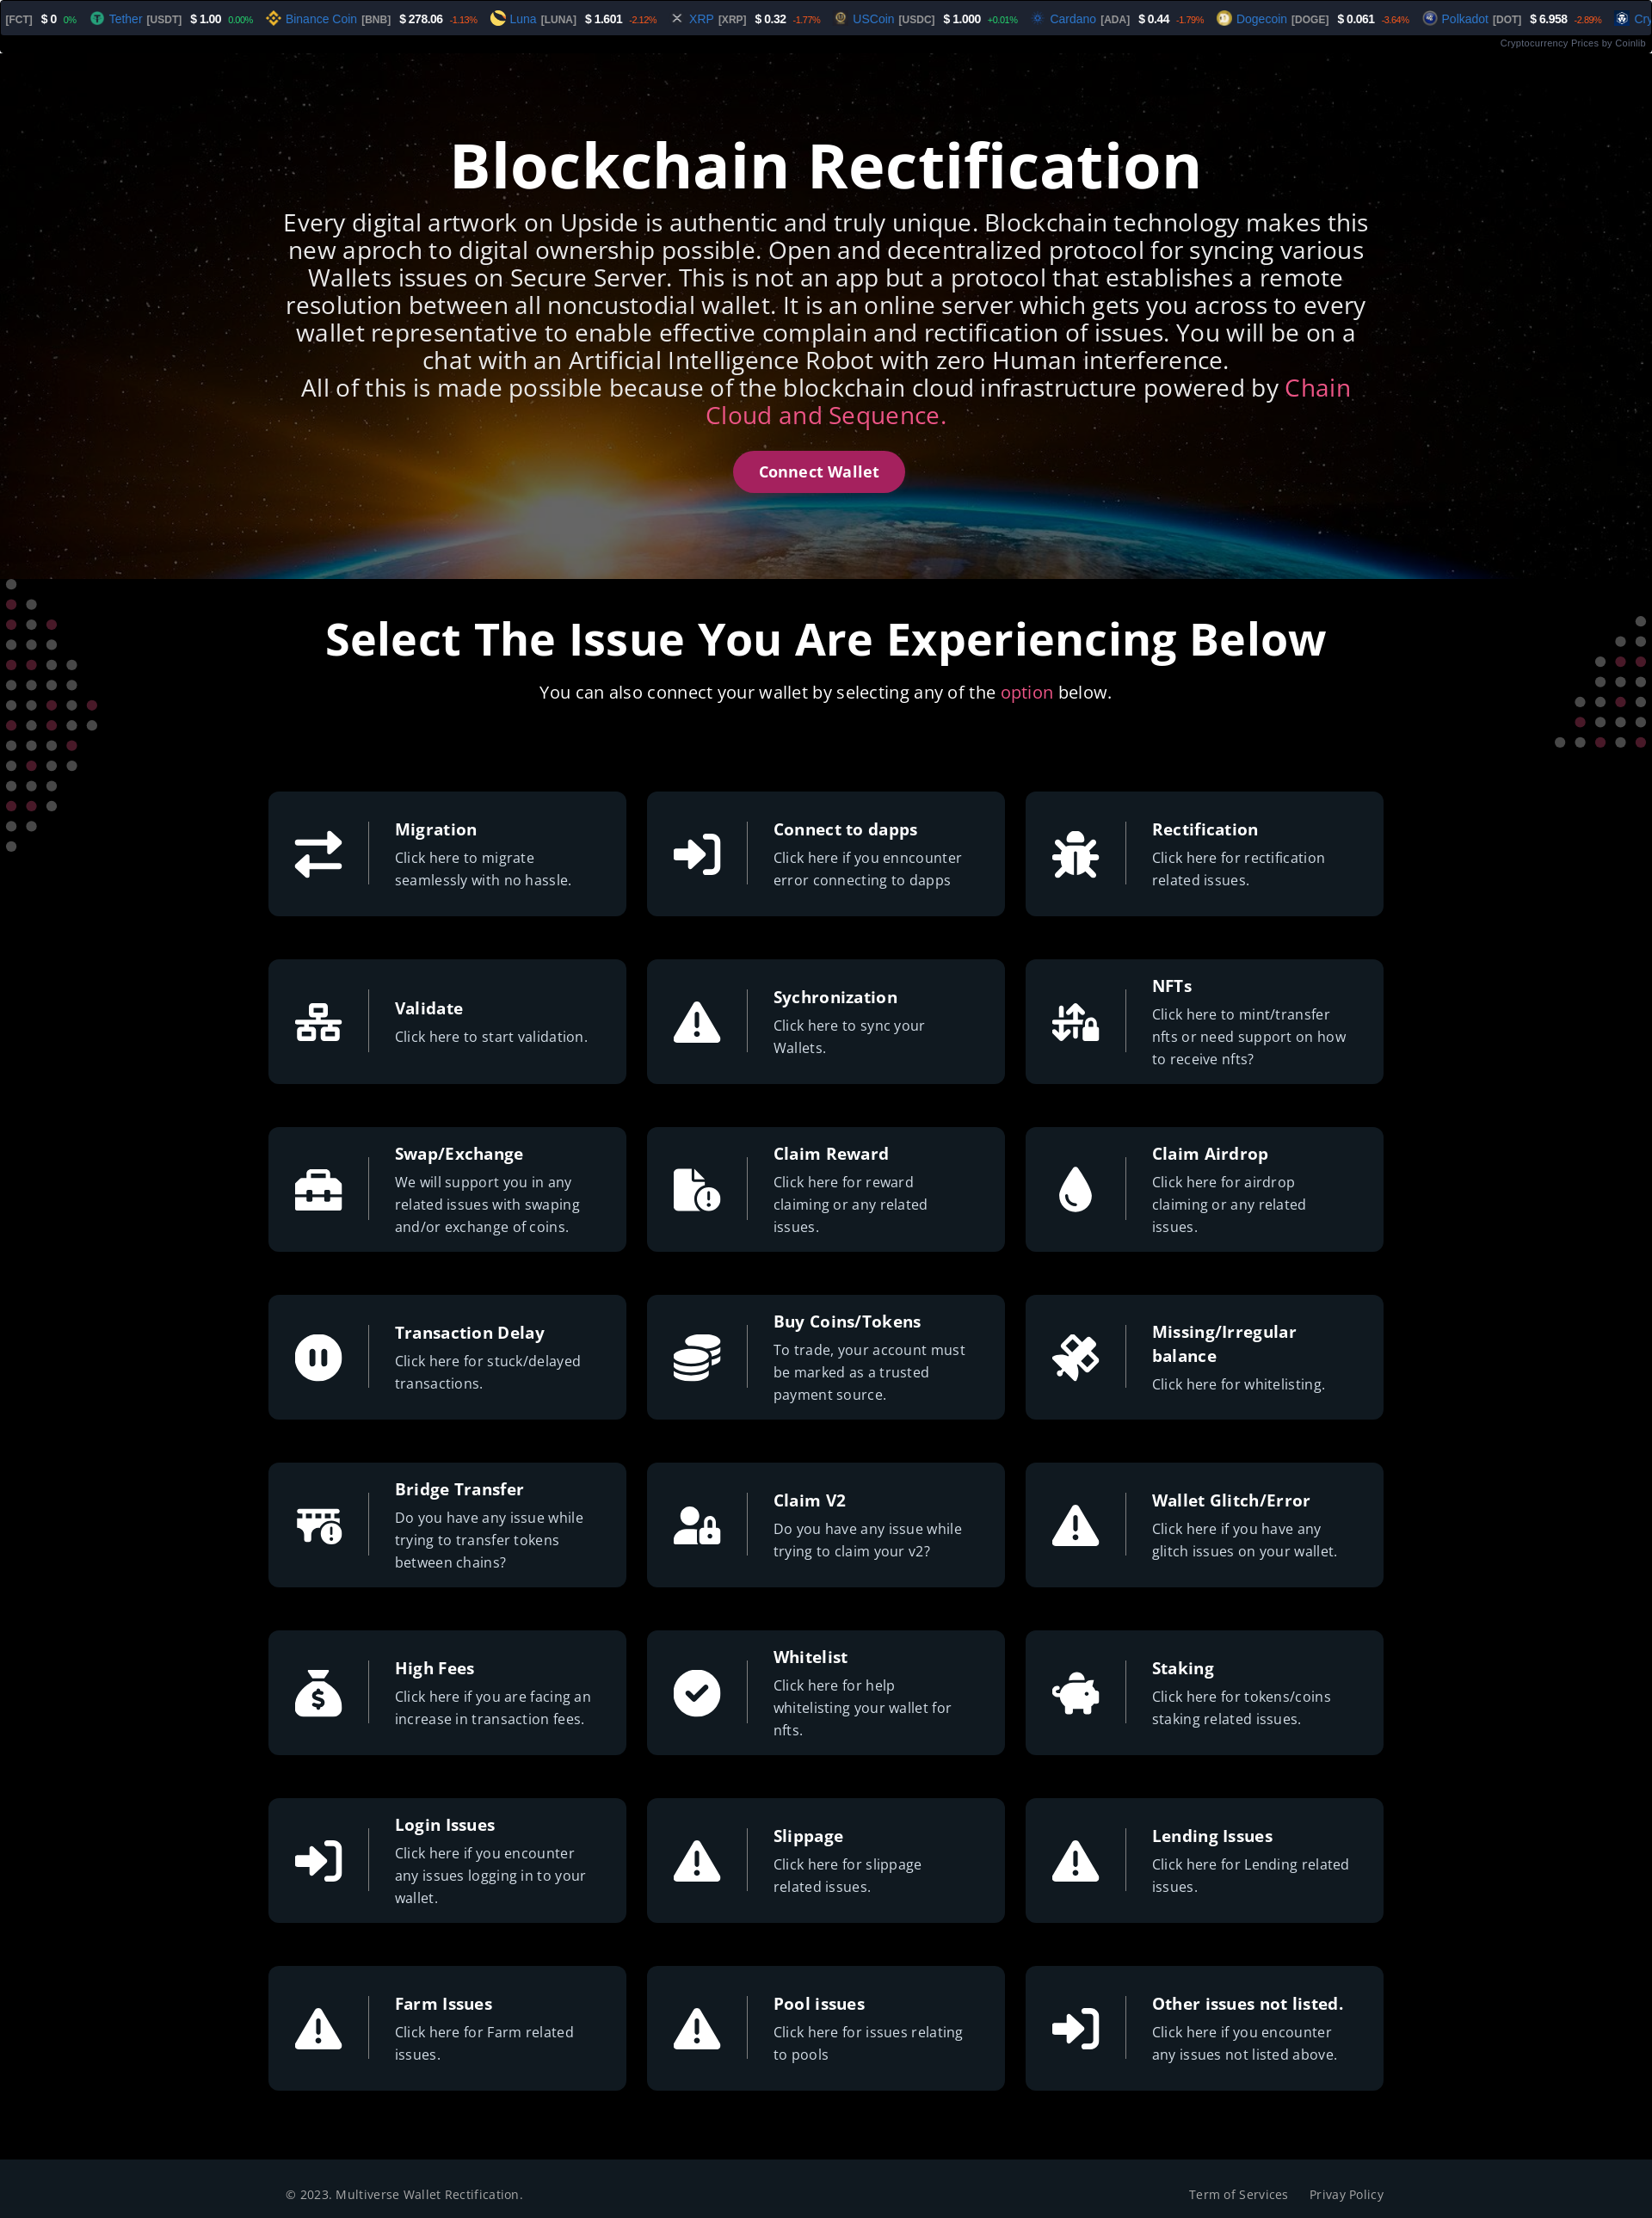 [FCT] $ 0 0% Tether [USDT] $ 1.00 0.00% Binance Coin [BNB] $ 278.06 -1.13% Luna [LUNA] $ 1.601 -2.12% XRP [XRP] $ 0.32 -1.77% USCoin [USDC] $ 1.000 +0.01% Cardano [ADA] $ 0.44 -1.79% Dogecoin [DOGE] $ 0.061 -3.64% Polkadot [DOT] $ 6.958 -2.89% Cry
Cryptocurrency Prices by Coinlib
Blockchain Rectification
Every digital artwork on Upside is authentic and truly unique. Blockchain technology makes this
new aproch to digital ownership possible. Open and decentralized protocol for syncing various
Wallets issues on Secure Server. This is not an app but a protocol that establishes a remote
resolution between all noncustodial wallet. It is an online server which gets you across to every
wallet representative to enable effective complain and rectification of issues. You will be on a
chat with an Artificial Intelligence Robot with zero Human interference.
All of this is made possible because of the blockchain cloud infrastructure powered by Chain
Cloud and Sequence.
Connect Wallet
Select The Issue You Are Experiencing Below
You can also connect your wallet by selecting any of the option below.
Migration
Click here to migrate
seamlessly with no hassle.
Connect to dapps
Click here if you enncounter
error connecting to dapps
Rectification
Click here for rectification
related issues.
Validate
Click here to start validation.
Sychronization
Click here to sync your
Wallets.
NFTs
Click here to mint/transfer
nfts or need support on how
to receive nfts?
Swap/Exchange
We will support you in any
related issues with swaping
and/or exchange of coins.
Claim Reward
Click here for reward
claiming or any related
issues.
Claim Airdrop
Click here for airdrop
claiming or any related
issues.
Transaction Delay
Click here for stuck/delayed
transactions.
Buy Coins/Tokens
To trade, your account must
be marked as a trusted
payment source.
Missing/Irregular
balance
Click here for whitelisting.
Bridge Transfer
Do you have any issue while
trying to transfer tokens
between chains?
Claim V2
Do you have any issue while
trying to claim your v2?
Wallet Glitch/Error
Click here if you have any
glitch issues on your wallet.
High Fees
Click here if you are facing an
increase in transaction fees.
Whitelist
Click here for help
whitelisting your wallet for
nfts.
Staking
Click here for tokens/coins
staking related issues.
Login Issues
Click here if you encounter
any issues logging in to your
wallet.
Slippage
Click here for slippage
related issues.
Lending Issues
Click here for Lending related
issues.
Farm Issues
Click here for Farm related
issues.
Pool issues
Click here for issues relating
to pools
Other issues not listed.
Click here if you encounter
any issues not listed above.
© 2023. Multiverse Wallet Rectification.
Term of Services Privay Policy